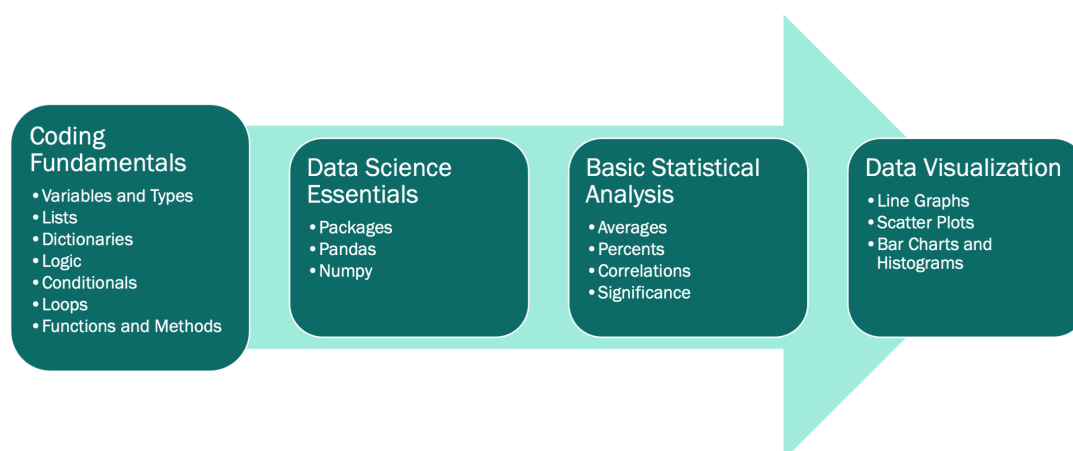 Coding
Fundamentals
• Variables and Types
• Lists
• Dictionaries
• Logic
• Conditionals
• Loops
• Functions and Methods
Data Science
Essentials
• Packages
• Pandas
• Numpy
Basic Statistical
Analysis
• Averages
• Percents
• Correlations
• Significance
Data Visualization
• Line Graphs
• Scatter Plots
• Bar Charts and
Histograms